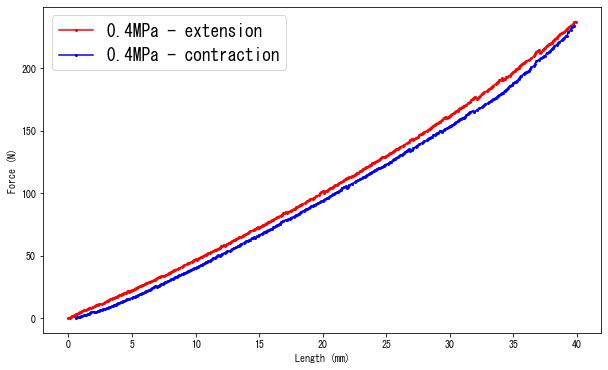 0.4MPa - extension
0.4MPa - contraction
200
150
100
50
0
Force (N)
0 5 10 15 20 25 30 35 40
Length (mm)